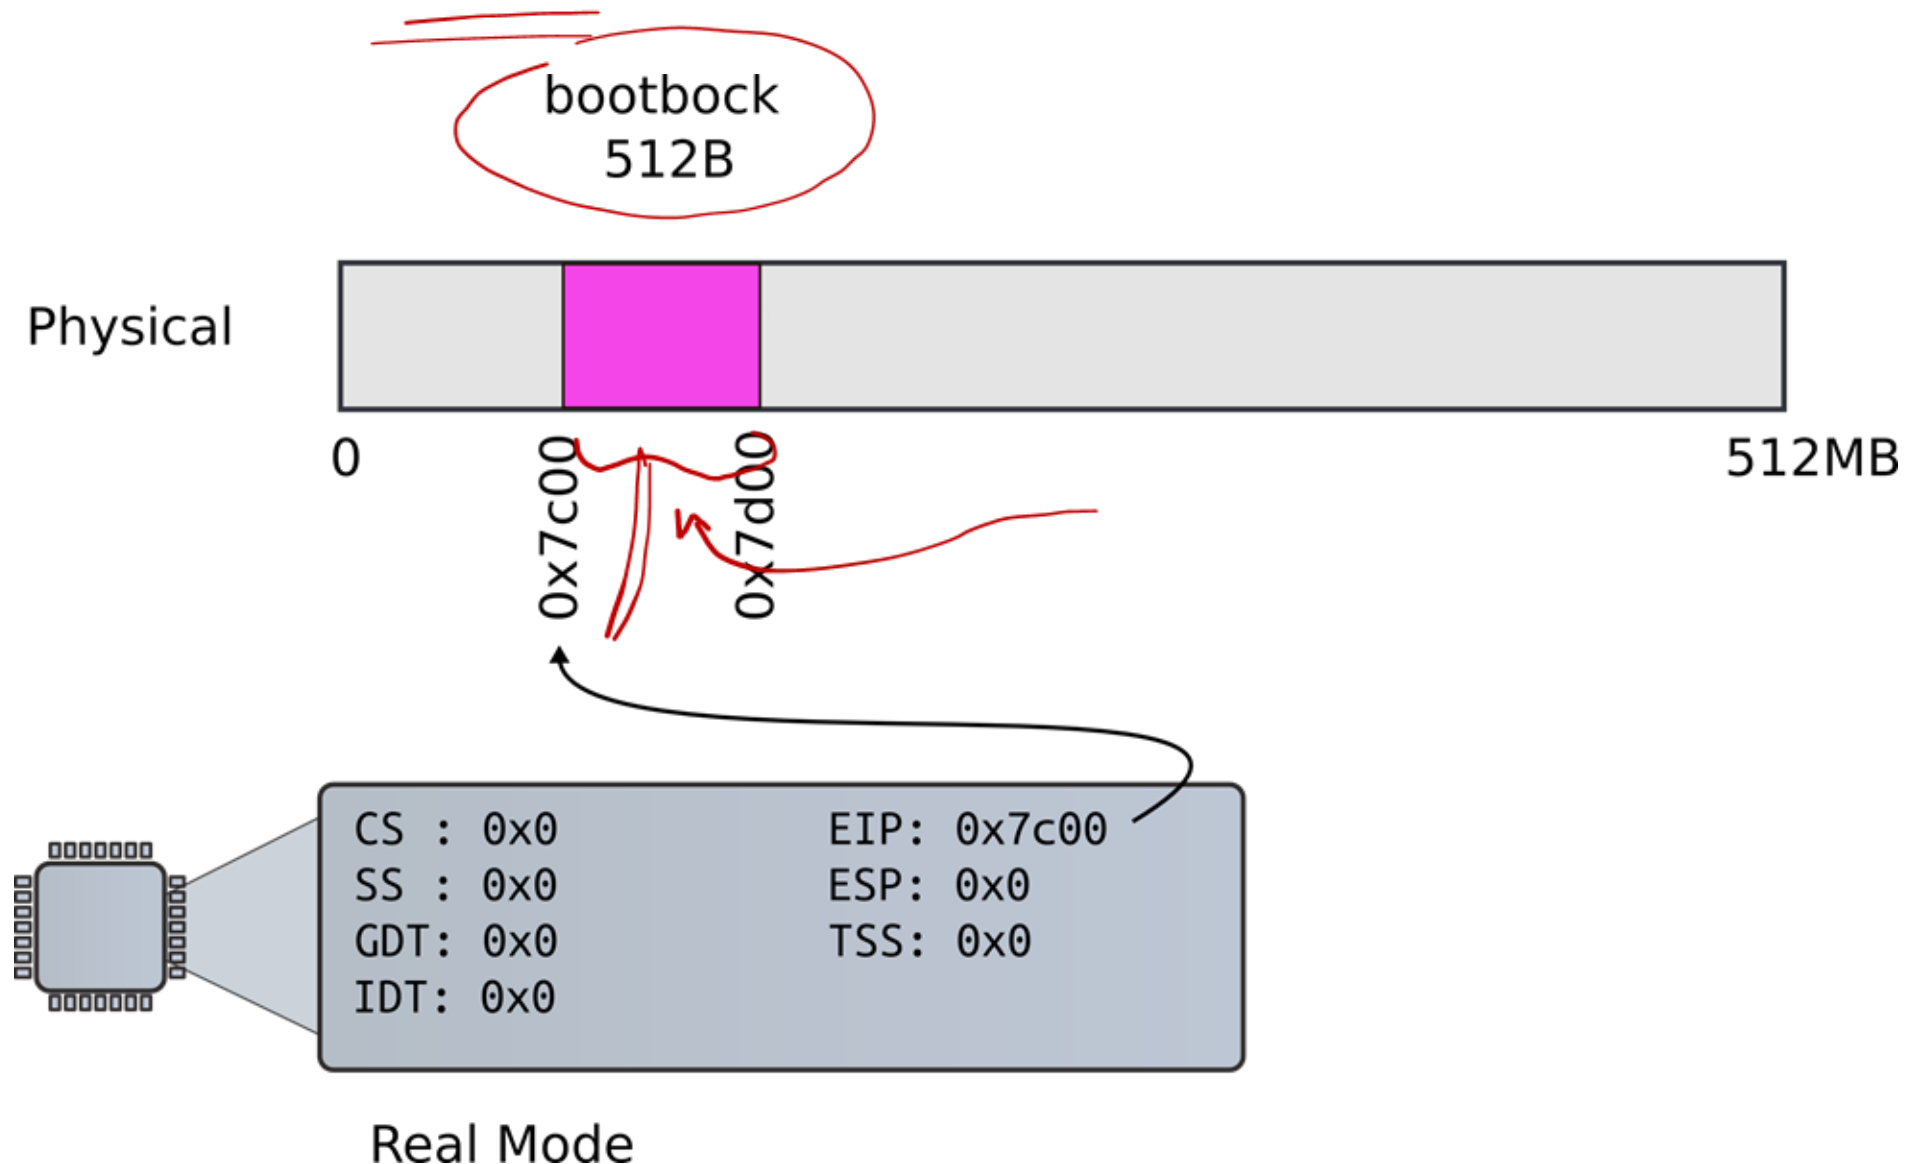 bootbock
512B
Physical
0
0x7c00
0x7d00
512MB
CS : 0x0
EIP: 0x7c00
SS : 0x0
ESP: 0x0
GDT: 0x0
TSS: 0x0
IDT: 0x0
Real Mode